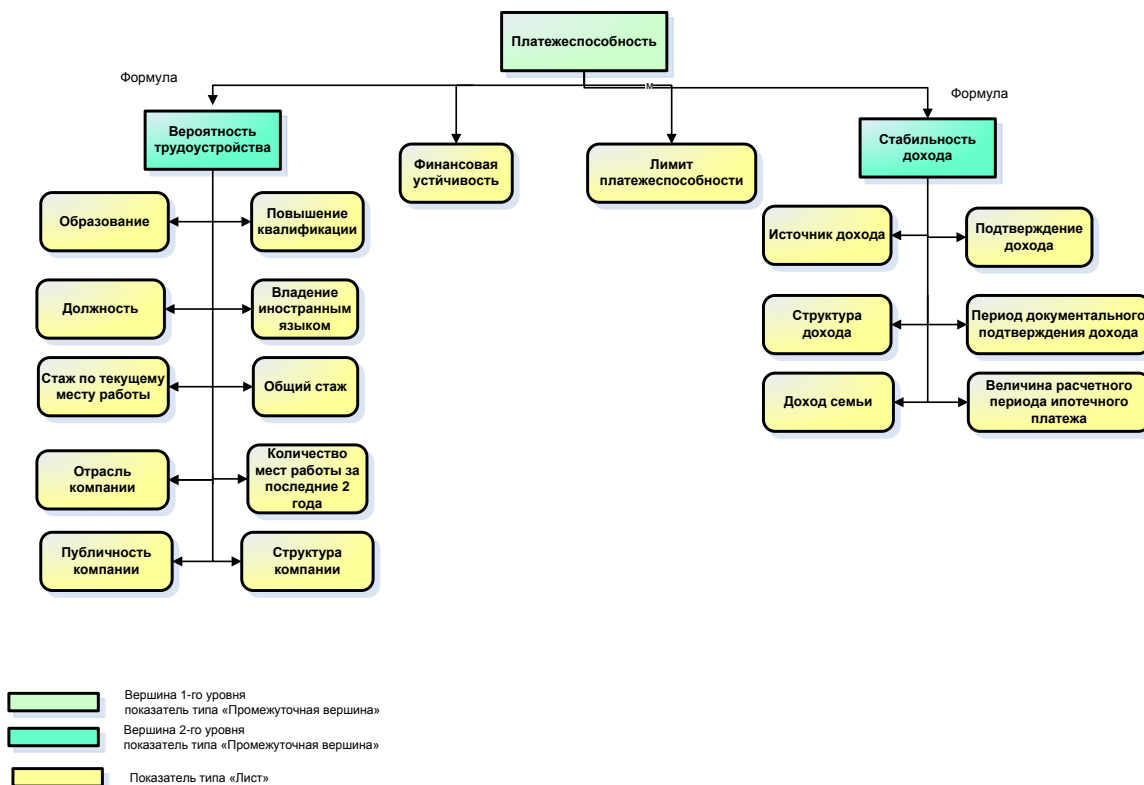 Платежеспособность
Формула
м
Формула
Вероятность
трудоустройства
Финансовая
устйчивость
Лимит
платежеспособности
Стабильность
дохода
Образование
Повышение
квалификации
Источник дохода
Подтверждение
дохода
Должность
Владение
иностранным
языком
Структура
дохода
Период документального
подтверждения дохода
Стаж по текущему
месту работы
Общий стаж
Доход семьи
Величина расчетного
периода ипотечного
платежа
Отрасль
компании
Количество
мест работы за
последние 2
года
Публичность
компании
Структура
компании
Вершина 1-го уровня
показатель типа «Промежуточная вершина»
Вершина 2-го уровня
показатель типа «Промежуточная вершина»
Показатель типа «Лист»